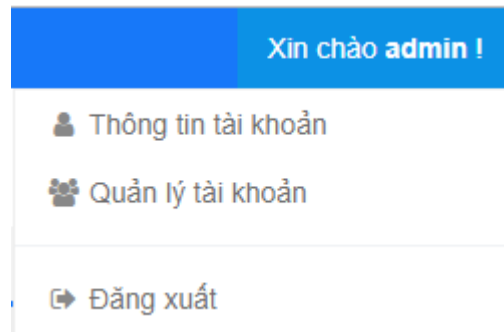 Xin chào admin !
Thông tin tài khoản
Quản lý tài khoản
Đăng xuất